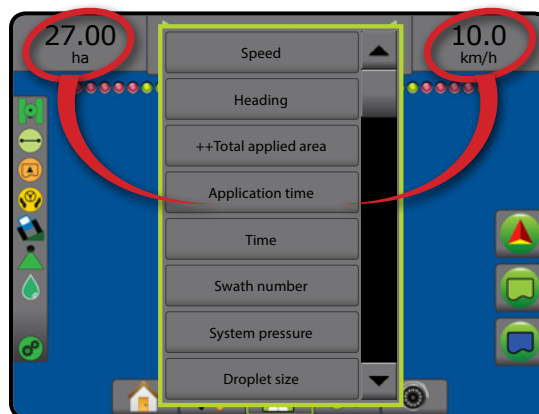 27.00
ha
10.0
km/h
Speed
Heading
++Total applied area
Application time
Time
Swath number
System pressure
Droplet size